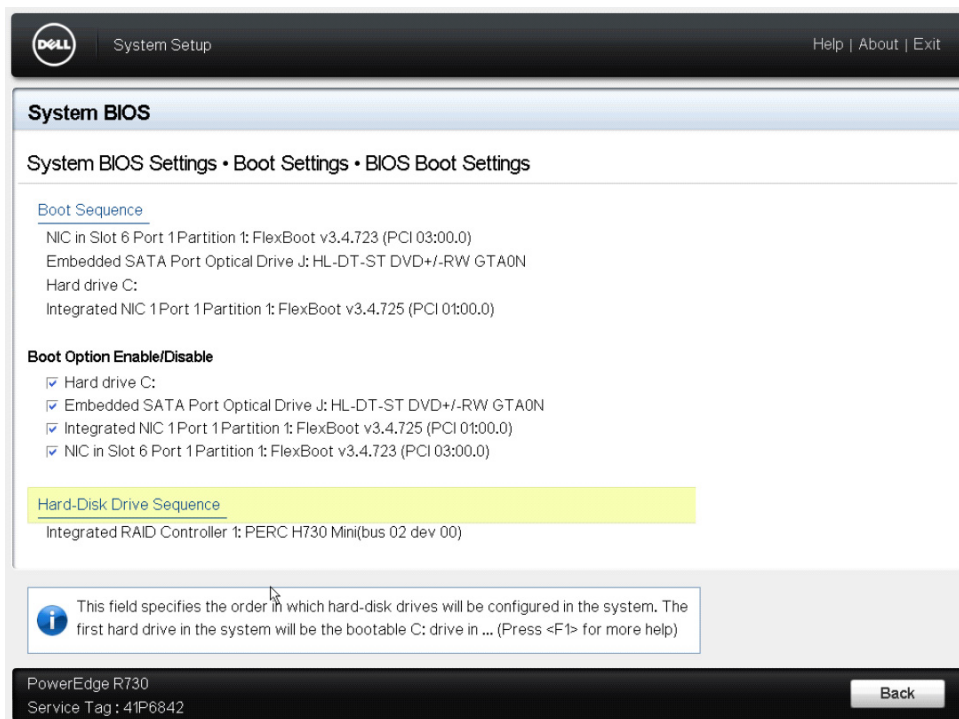 DELL
System Setup
Help | About | Exit
System BIOS
System BIOS Settings • Boot Settings • BIOS Boot Settings
Boot Sequence
NIC in Slot 6 Port 1 Partition 1: FlexBoot v3.4.723 (PCI 03:00.0)
Embedded SATA Port Optical Drive J: HL-DT-ST DVD+/-RW GTA0N
Hard drive C:
Integrated NIC 1 Port 1 Partition 1: FlexBoot v3.4.725 (PCI 01:00.0)
Boot Option Enable/Disable
Hard drive C:
Embedded SATA Port Optical Drive J: HL-DT-ST DVD+/-RW GTA0N
Integrated NIC 1 Port 1 Partition 1: FlexBoot v3.4.725 (PCI 01:00.0)
NIC in Slot 6 Port 1 Partition 1: FlexBoot v3.4.723 (PCI 03:00.0)
Hard-Disk Drive Sequence
Integrated RAID Controller 1: PERC H730 Mini(bus 02 dev 00)
This field specifies the order in which hard-disk drives will be configured in the system. The
first hard drive in the system will be the bootable C: drive in ... (Press <F1> for more help)
PowerEdge R730
Service Tag : 41P6842
Back